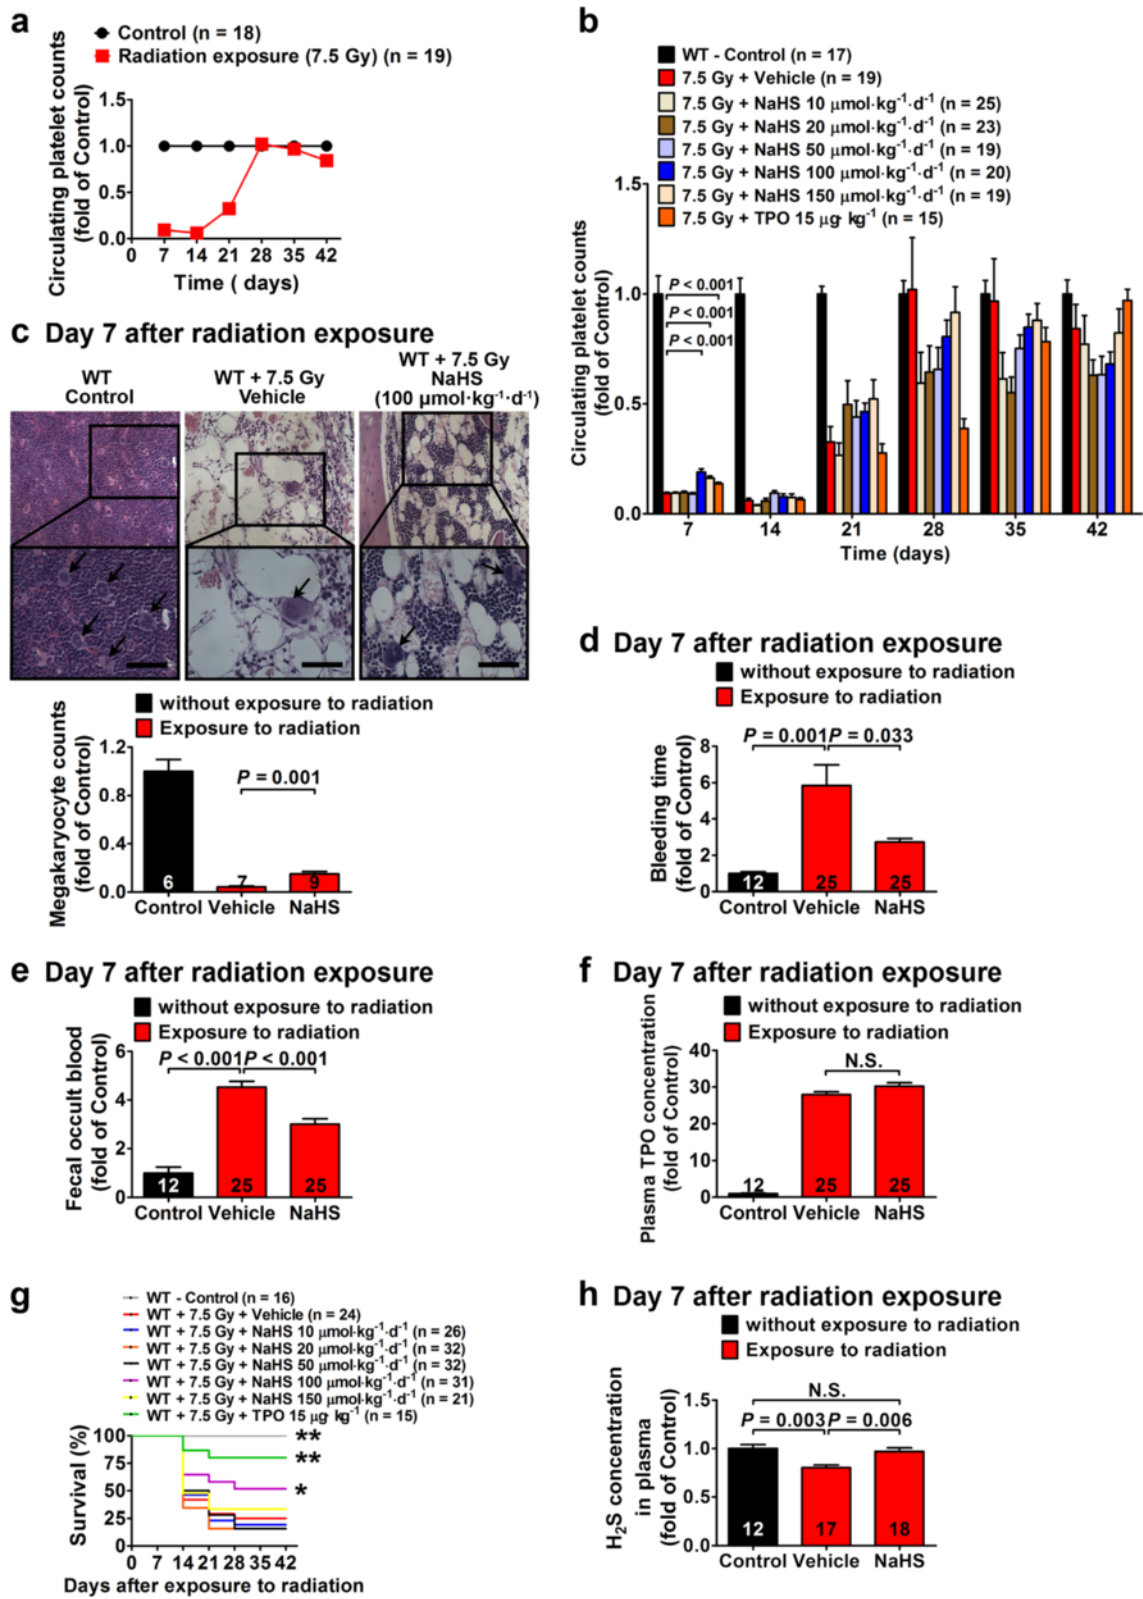 a
Control (n = 18)
Radiation exposure (7.5 Gy) (n = 19)
Circulating platelet counts
(fold of Control)
1.5
1.0
0.5
0.0
0 7 14 21 28 35 42
Time ( days)
b
WT - Control (n = 17)
7.5 Gy + Vehicle (n = 19)
7.5 Gy + NaHS 10 μmol·kg⁻¹·d⁻¹ (n = 25)
7.5 Gy + NaHS 20 μmol·kg⁻¹·d⁻¹ (n = 23)
7.5 Gy + NaHS 50 μmol·kg⁻¹·d⁻¹ (n = 19)
7.5 Gy + NaHS 100 μmol·kg⁻¹·d⁻¹ (n = 20)
7.5 Gy + NaHS 150 μmol·kg⁻¹·d⁻¹ (n = 19)
7.5 Gy + TPO 15 μg· kg⁻¹ (n = 15)
Circulating platelet counts
(fold of Control)
1.5
1.0
0.5
0.0
P < 0.001
P < 0.001
P < 0.001
7 14 21 28 35 42
Time (days)
c Day 7 after radiation exposure
WT
Control
WT + 7.5 Gy
Vehicle
WT + 7.5 Gy
NaHS
(100 μmol·kg⁻¹·d⁻¹)
without exposure to radiation
Exposure to radiation
Megakaryocyte counts
(fold of Control)
1.2
0.8
0.4
0.0
P = 0.001
6 7 9
Control Vehicle NaHS
d Day 7 after radiation exposure
without exposure to radiation
Exposure to radiation
Bleeding time
(fold of Control)
8
6
4
2
0
P = 0.001 P = 0.033
12 25 25
Control Vehicle NaHS
e Day 7 after radiation exposure
without exposure to radiation
Exposure to radiation
Fecal occult blood
(fold of Control)
6
4
2
0
P < 0.001 P < 0.001
12 25 25
Control Vehicle NaHS
f Day 7 after radiation exposure
without exposure to radiation
Exposure to radiation
Plasma TPO concentration
(fold of Control)
40
30
20
10
0
N.S.
12 25 25
Control Vehicle NaHS
g
WT - Control (n = 16)
WT + 7.5 Gy + Vehicle (n = 24)
WT + 7.5 Gy + NaHS 10 μmol·kg⁻¹·d⁻¹ (n = 26)
WT + 7.5 Gy + NaHS 20 μmol·kg⁻¹·d⁻¹ (n = 32)
WT + 7.5 Gy + NaHS 50 μmol·kg⁻¹·d⁻¹ (n = 32)
WT + 7.5 Gy + NaHS 100 μmol·kg⁻¹·d⁻¹ (n = 31)
WT + 7.5 Gy + NaHS 150 μmol·kg⁻¹·d⁻¹ (n = 21)
WT + 7.5 Gy + TPO 15 μg· kg⁻¹ (n = 15)
Survival (%)
100
75
50
25
0
**
**
*
0 7 14 21 28 35 42
Days after exposure to radiation
h Day 7 after radiation exposure
without exposure to radiation
Exposure to radiation
H₂S concentration
in plasma
(fold of Control)
1.5
1.0
0.5
0.0
N.S.
P = 0.003 P = 0.006
12 17 18
Control Vehicle NaHS